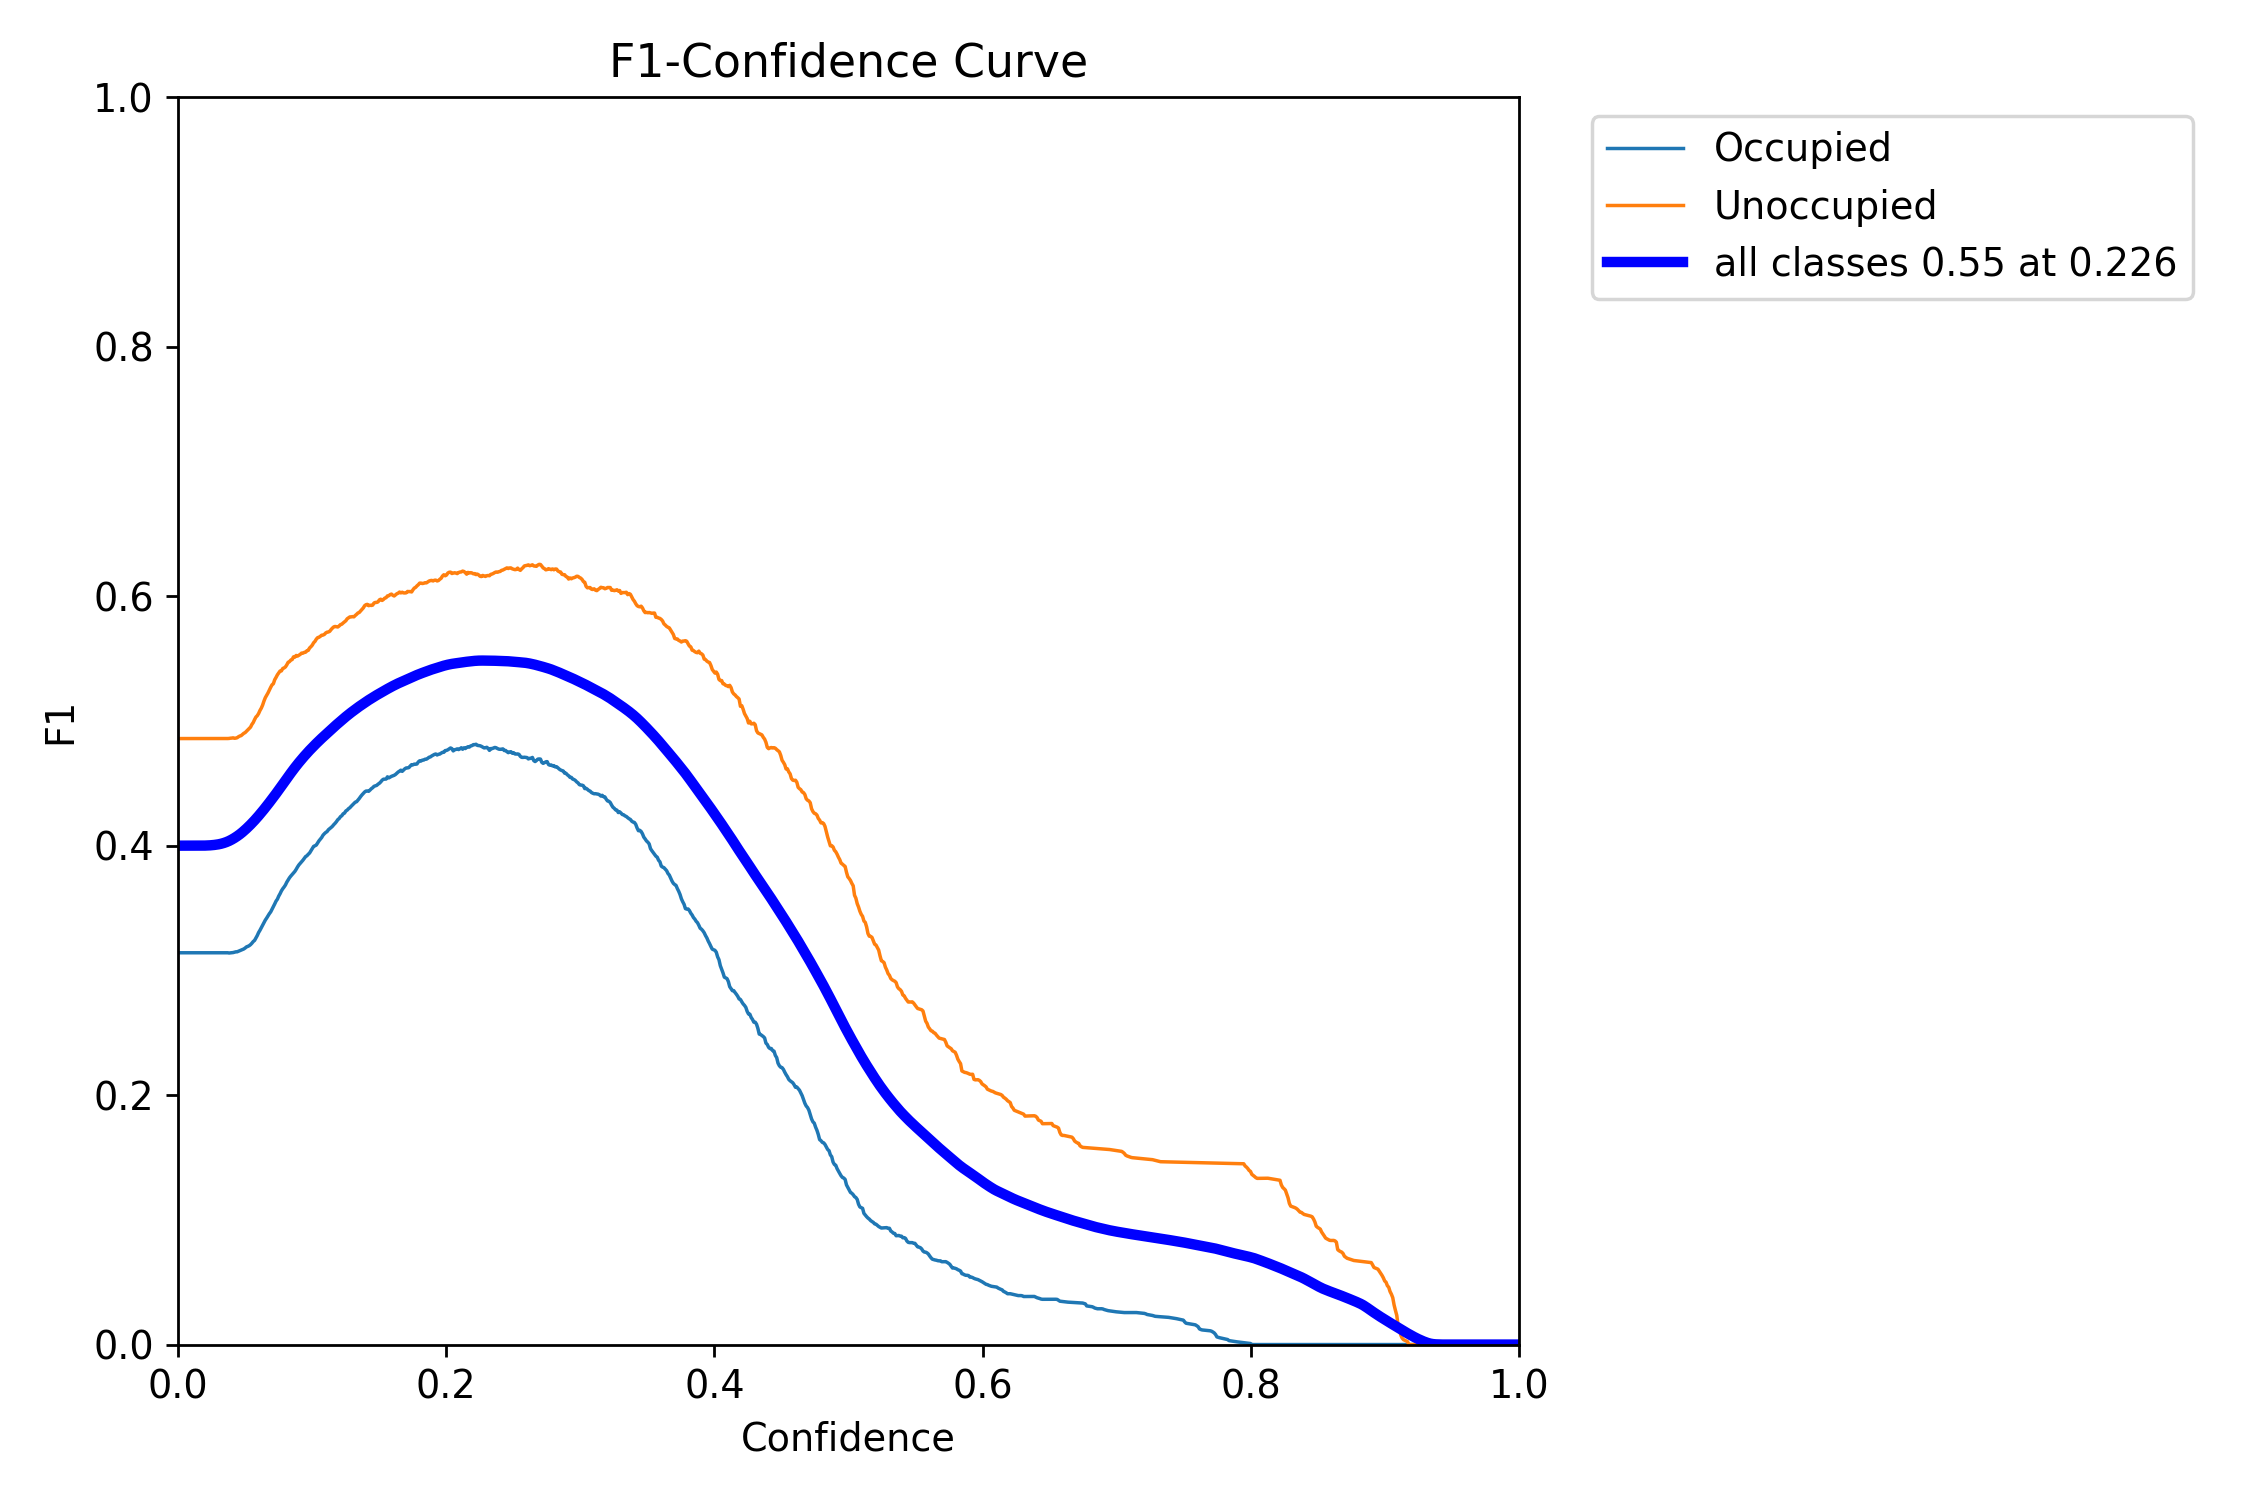 F1-Confidence Curve
1.0
0.8
0.6
0.4
0.2
0.0
F1
0.0 0.2 0.4 0.6 0.8 1.0
Confidence
Occupied
Unoccupied
all classes 0.55 at 0.226